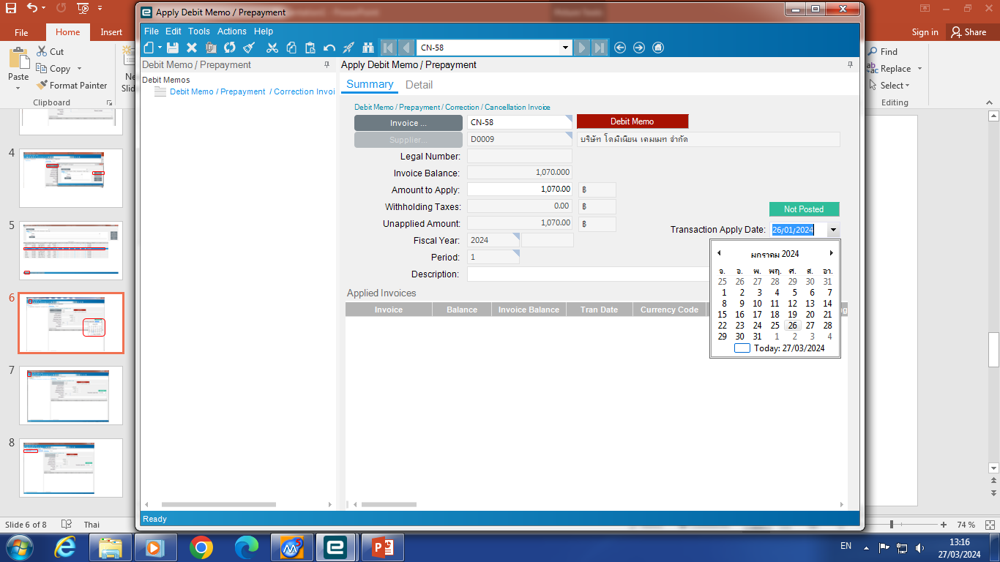 Apply Debit Memo / Prepayment
File Home Insert
Sign in Share
File Edit Tools Actions Help
CN-58
Paste
Cut
Copy
Format Painter
Clipboard
Find
Replace
Select
Editing
Debit Memo / Prepayment
Debit Memos
Debit Memo / Prepayment / Correction Invoi
Apply Debit Memo / Prepayment
Summary Detail
Debit Memo / Prepayment / Correction / Cancellation Invoice
Invoice ... CN-58 Debit Memo
Supplier... D0009 บริษัท โดมิเนียน เคมเมท จำกัด
Legal Number:
Invoice Balance: 1,070.000
Amount to Apply: 1,070.00 ฿
Withholding Taxes: 0.00 ฿
Not Posted
Unapplied Amount: 1,070.00 ฿
Transaction Apply Date: 26/01/2024
Fiscal Year: 2024
Period: 1
Description:
มกราคม 2024
จ. อ. พ. พฤ. ศ. ส. อา.
25 26 27 28 29 30 31
1 2 3 4 5 6 7
8 9 10 11 12 13 14
15 16 17 18 19 20 21
22 23 24 25 26 27 28
29 30 31 1 2 3 4
Today: 27/03/2024
Applied Invoices
Invoice Balance Invoice Balance Tran Date Currency Code
4
5
6
7
8
Ready
Slide 6 of 8 Thai
74 %
EN
13:16
27/03/2024